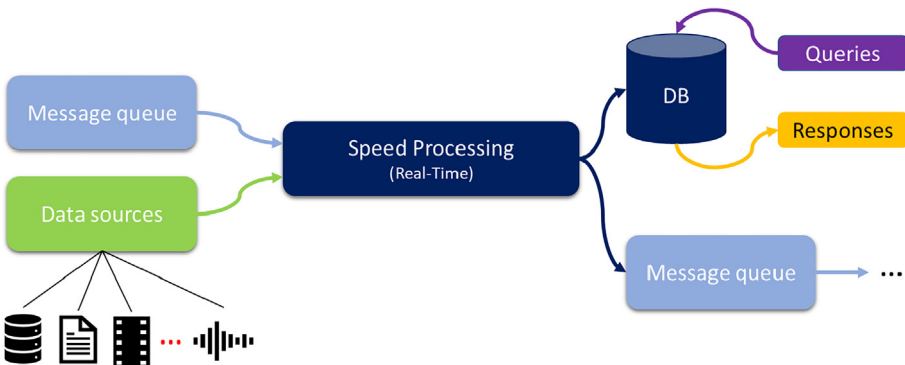 Message queue
Data sources
...
Speed Processing
(Real-Time)
DB
Queries
Responses
Message queue
...